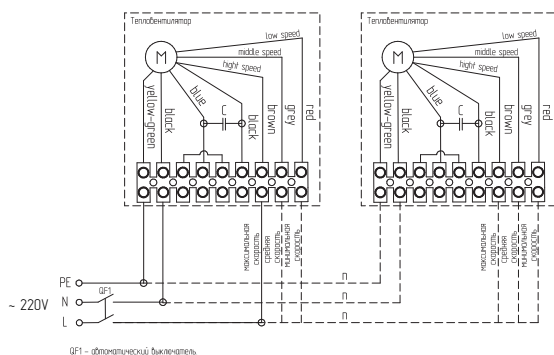 Тепловентилятор
Тепловентилятор
low speed
low speed
middle speed
middle speed
hight speed
hight speed
M
M
yellow-green
black
blue
C
black
brown
grey
red
yellow-green
black
blue
C
black
brown
grey
red
максимальная
скорость
средняя
скорость
минимальная
скорость
максимальная
скорость
средняя
скорость
минимальная
скорость
PE
n
~ 220V
N
QF1
n
L
n
QF1 - автоматический выключатель.